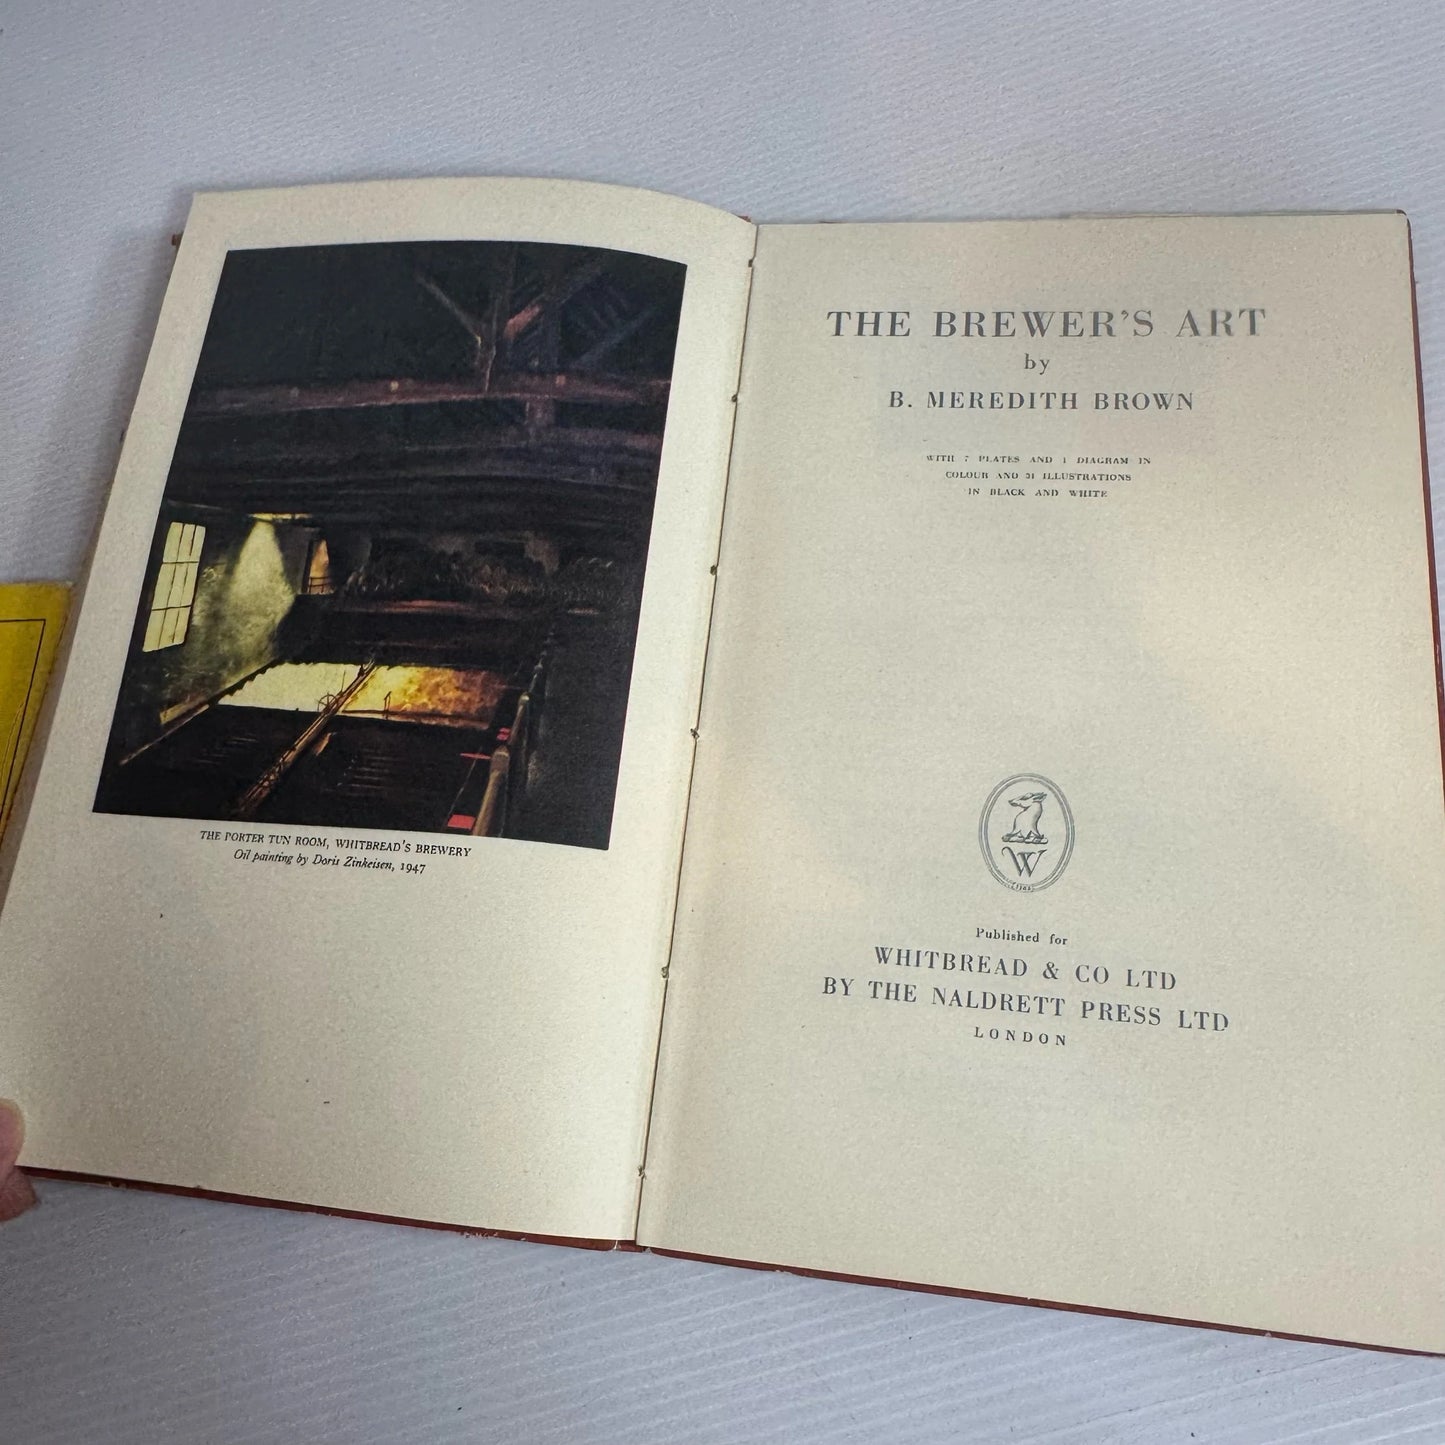 THE PORTER TUN ROOM, WHITBREAD'S BREWERY
Oil painting by Doris Zinkeisen, 1947
THE BREWER'S ART
by
B. MEREDITH BROWN
WITH 7 PLATES AND 1 DIAGRAM IN
COLOUR AND 31 ILLUSTRATIONS
IN BLACK AND WHITE
W
Published for
WHITBREAD & CO LTD
BY THE NALDRETT PRESS LTD
LONDON